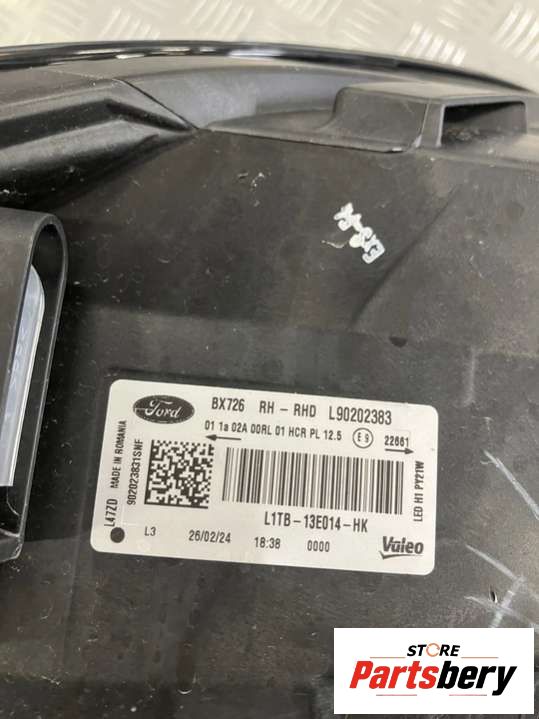 Ford
BX726 RH - RHD L90202383
01 1a 02A 00RL 01 HCR PL 12.5 E9 22661
L47ZD MADE IN ROMANIA
902023831SNF
LED H1 PY21W
L1TB-13E014-HK
L3 26/02/24 18:38 0000
Valeo
STORE
Partsbery